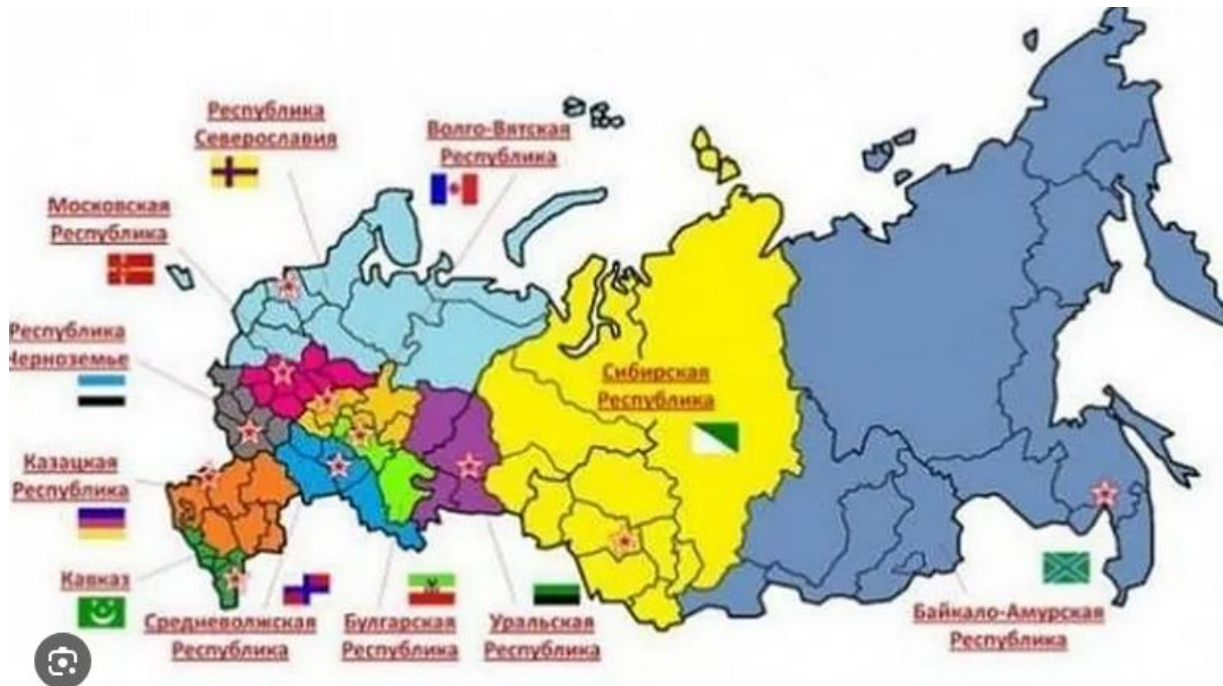 Республика
Северославия
Волго-Вятская
Республика
Московская
Республика
Республика
Черноземье
Сибирская
Республика
Казацкая
Республика
Кавказ
Средневолжская
Республика
Булгарская
Республика
Уральская
Республика
Байкало-Амурская
Республика